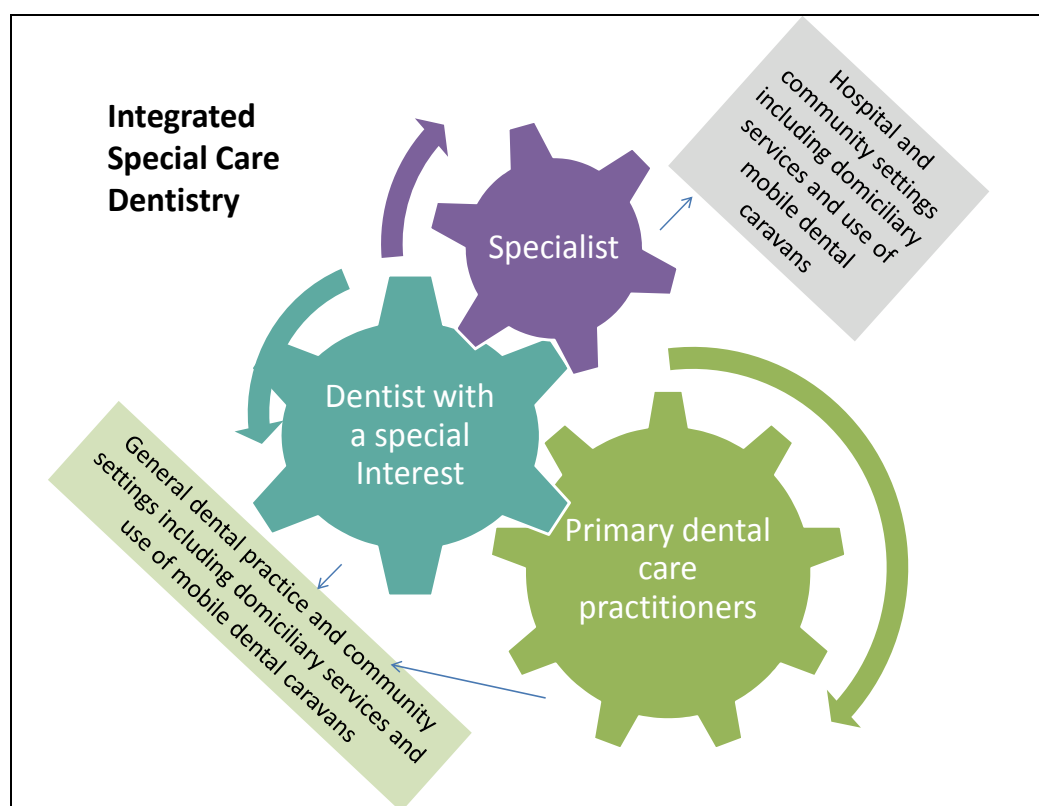 Integrated
Special Care
Dentistry
Hospital and
community settings
including domiciliary
services and use of
mobile dental
caravans
Specialist
Dentist with
a special
Interest
General dental practice and community
settings including domiciliary services and
use of mobile dental caravans
Primary dental
care
practitioners